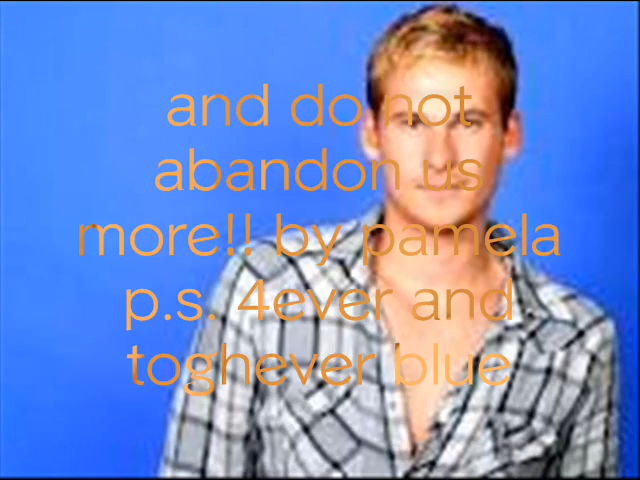 and do not
abandon us
more!! by pamela
p.s. 4ever and
toghever blue